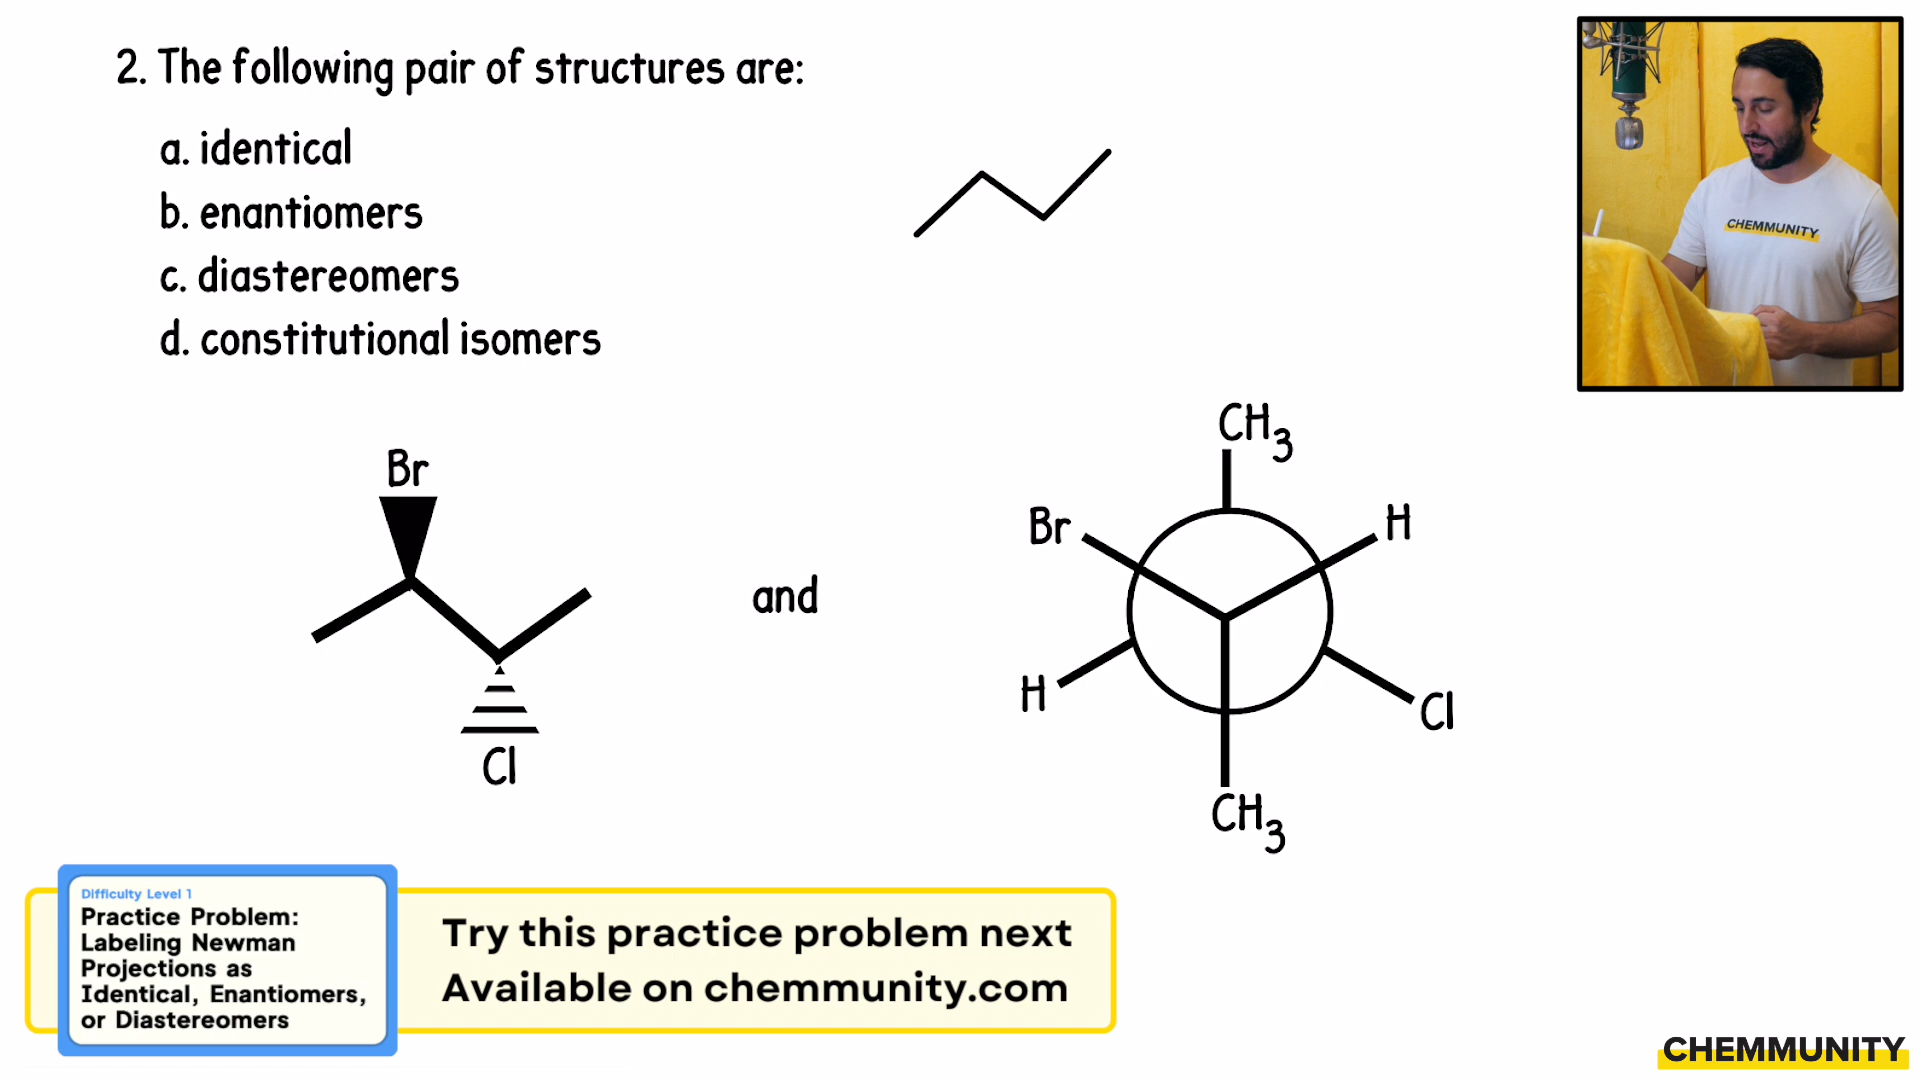 2. The following pair of structures are:
a. identical
b. enantiomers
c. diastereomers
d. constitutional isomers
CHEMMUNITY
Br
Cl
and
CH3
Br
H
H
Cl
CH3
Difficulty Level 1
Practice Problem:
Labeling Newman
Projections as
Identical, Enantiomers,
or Diastereomers
Try this practice problem next
Available on chemmunity.com
CHEMMUNITY